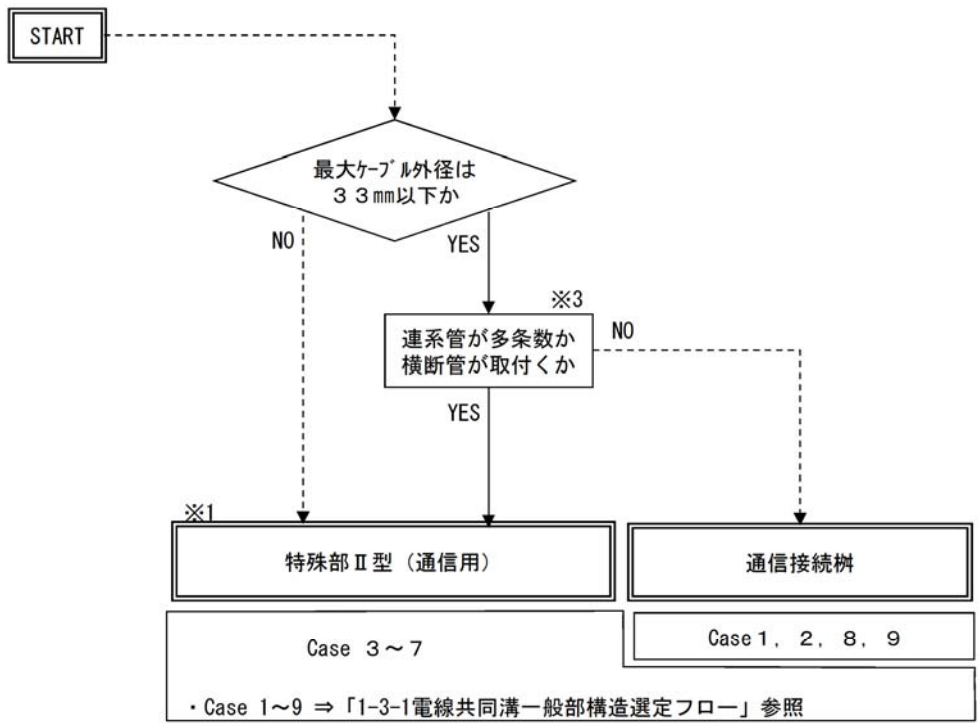 START
最大ｹｰﾌﾞﾙ外径は
３３㎜以下か
NO
YES
※3
連系管が多条数か
横断管が取付くか
NO
YES
※1
特殊部Ⅱ型（通信用）
通信接続桝
Case ３～７
Case１，２，８，９
・Case 1～9 ⇒「1-3-1電線共同溝一般部構造選定フロー」参照